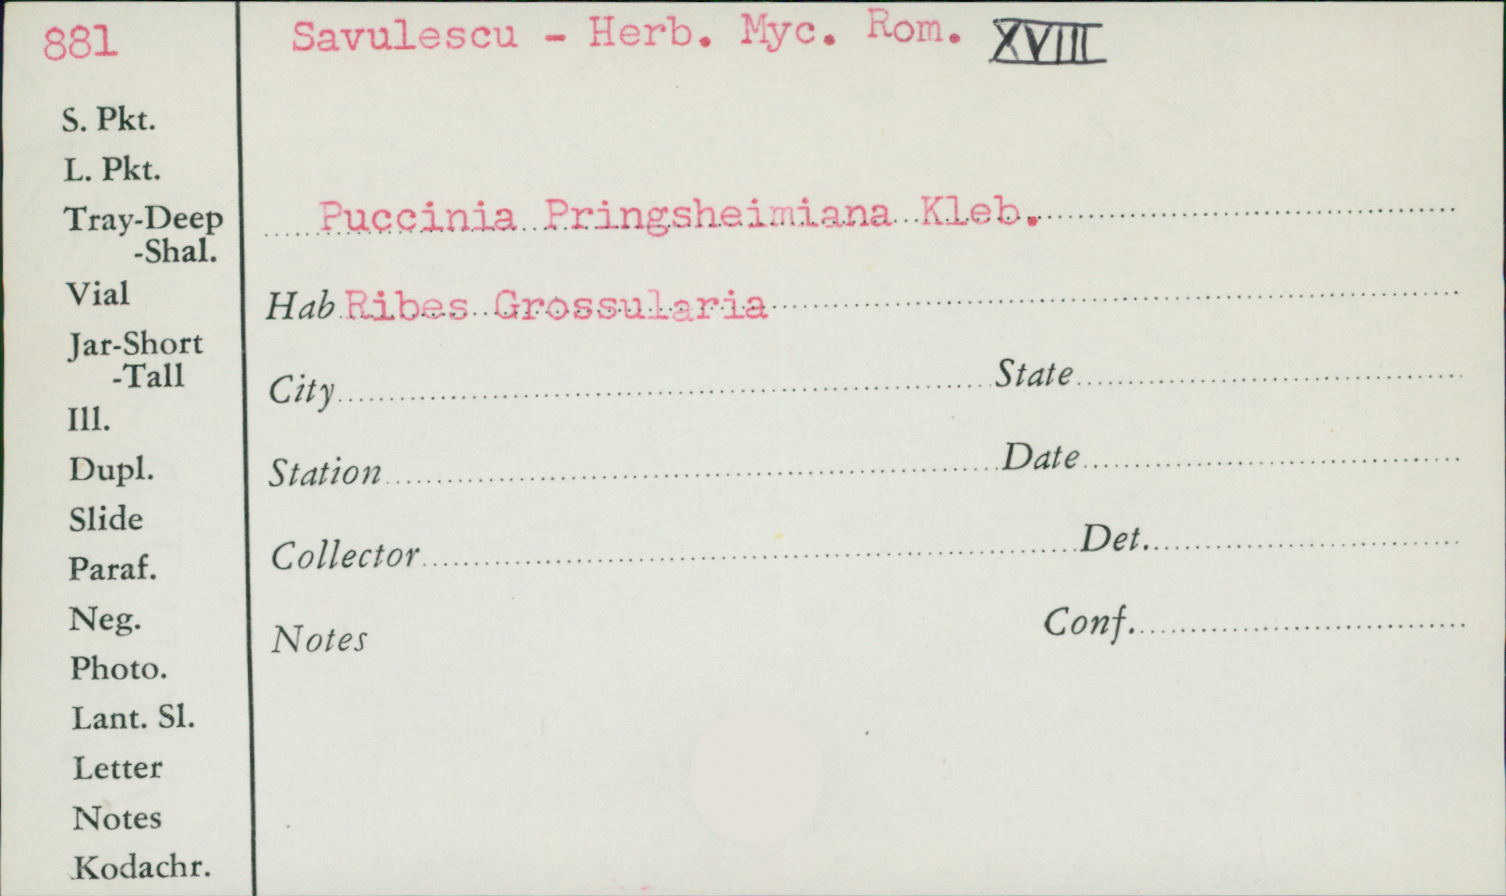 881
Savulescu - Herb. Myc. Rom. XVIII
S. Pkt.
L. Pkt.
Tray-Deep
-Shal.
Vial
Jar-Short
-Tall
Ill.
Dupl.
Slide
Paraf.
Neg.
Photo.
Lant. Sl.
Letter
Notes
Kodachr.
Puccinia Pringsheimiana Kleb.
Hab Ribes Grossularia
City State
Station Date
Collector Det.
Notes Conf.